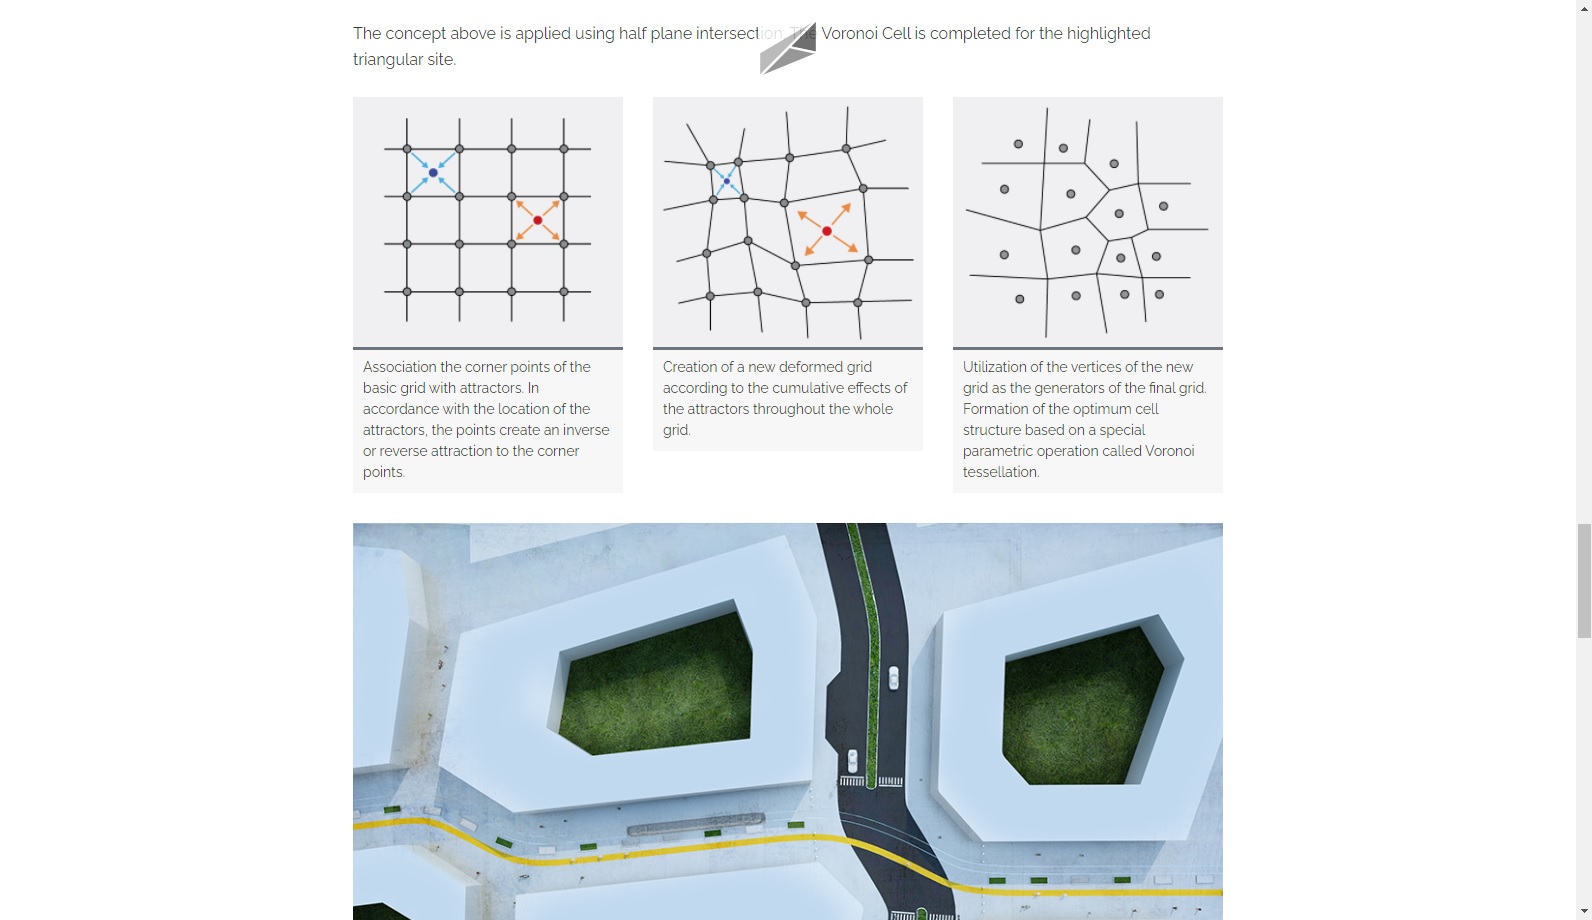 The concept above is applied using half plane intersection. The Voronoi Cell is completed for the highlighted
triangular site.
Association the corner points of the
basic grid with attractors. In
accordance with the location of the
attractors, the points create an inverse
or reverse attraction to the corner
points.
Creation of a new deformed grid
according to the cumulative effects of
the attractors throughout the whole
grid.
Utilization of the vertices of the new
grid as the generators of the final grid.
Formation of the optimum cell
structure based on a special
parametric operation called Voronoi
tessellation.